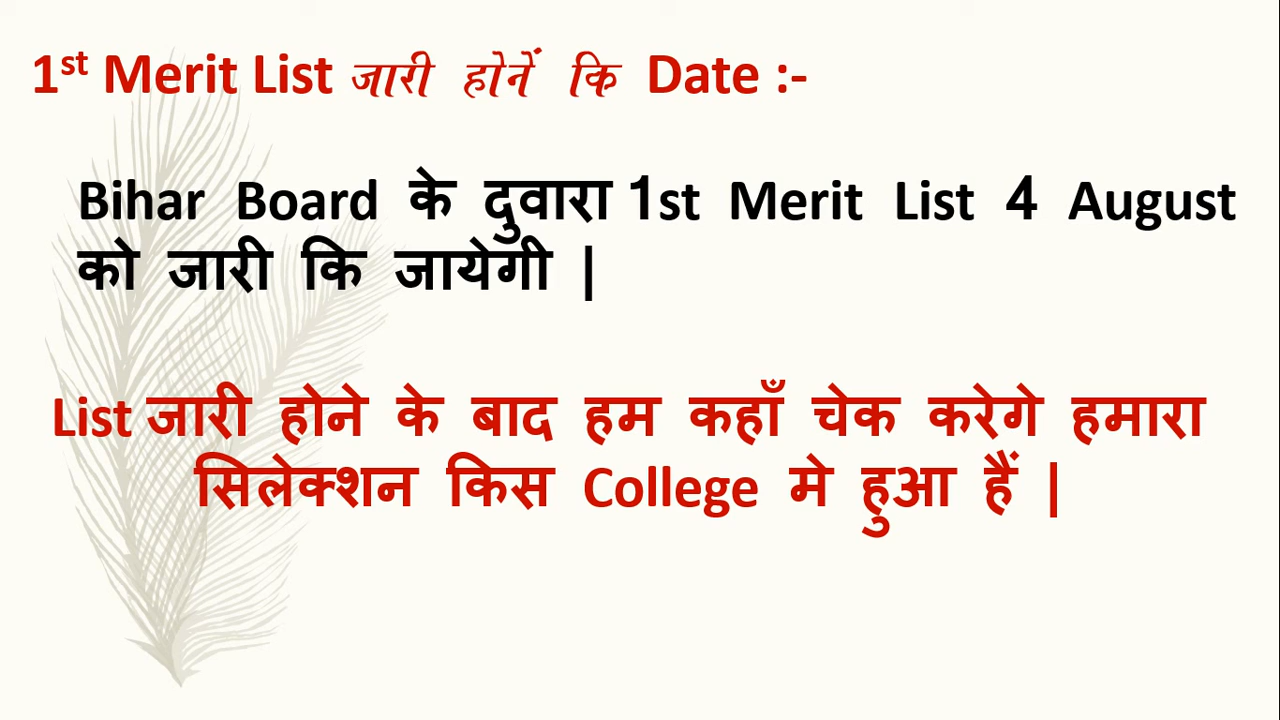 1st Merit List जारी होनें कि Date :-
Bihar Board के दुवारा 1st Merit List 4 August
को जारी कि जायेगी |
List जारी होने के बाद हम कहाँ चेक करेगे हमारा
सिलेक्शन किस College मे हुआ हैं |